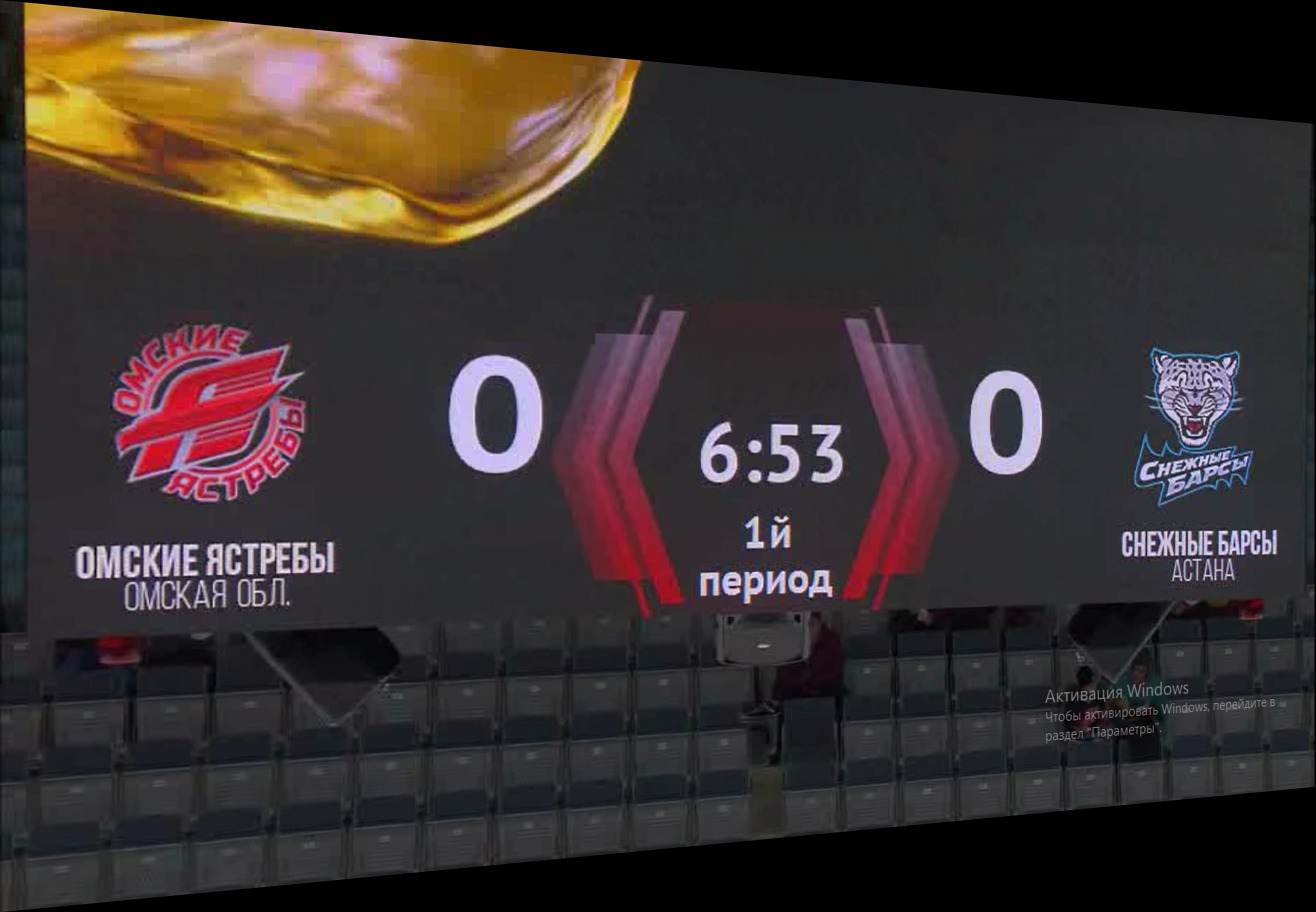 ОМСКИЕ
ЯСТРЕБЫ
0
6:53
1й
период
0
СНЕЖНЫЕ
БАРСЫ
ОМСКИЕ ЯСТРЕБЫ
ОМСКАЯ ОБЛ.
СНЕЖНЫЕ БАРСЫ
АСТАНА
Активация Windows
Чтобы активировать Windows, перейдите в
раздел "Параметры".